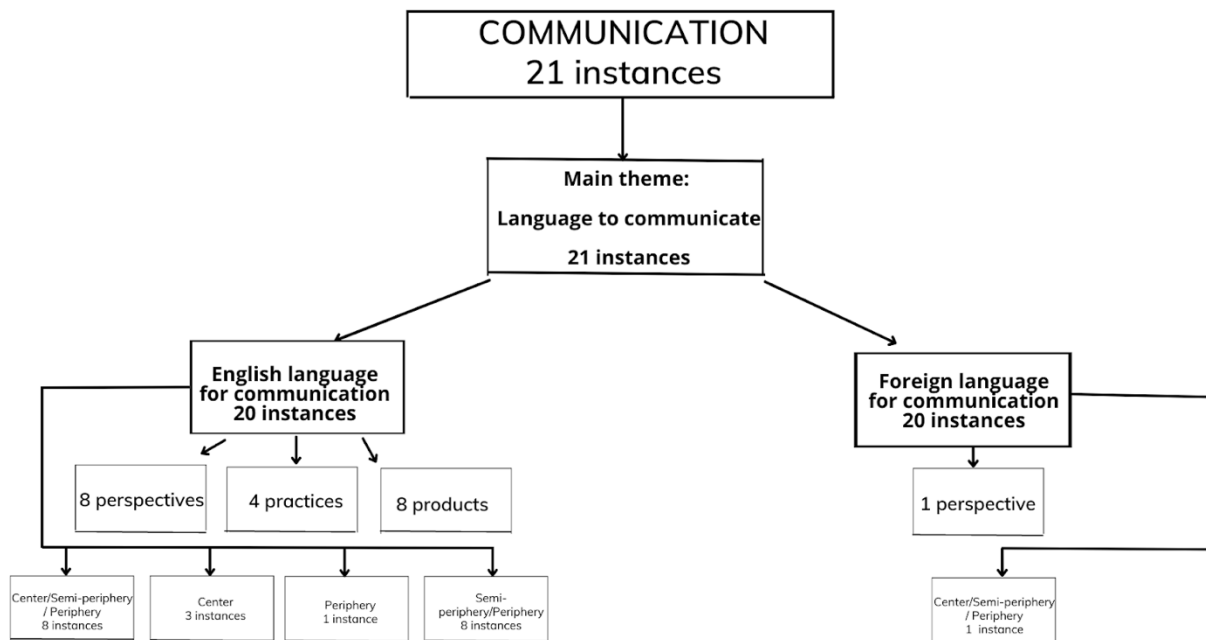 COMMUNICATION
21 instances
Main theme:
Language to communicate
21 instances
English language
for communication
20 instances
Foreign language
for communication
20 instances
8 perspectives
4 practices
8 products
1 perspective
Center/Semi-periphery
/ Periphery
8 instances
Center
3 instances
Periphery
1 instance
Semi-
periphery/Periphery
8 instances
Center/Semi-periphery
/ Periphery
1 instance